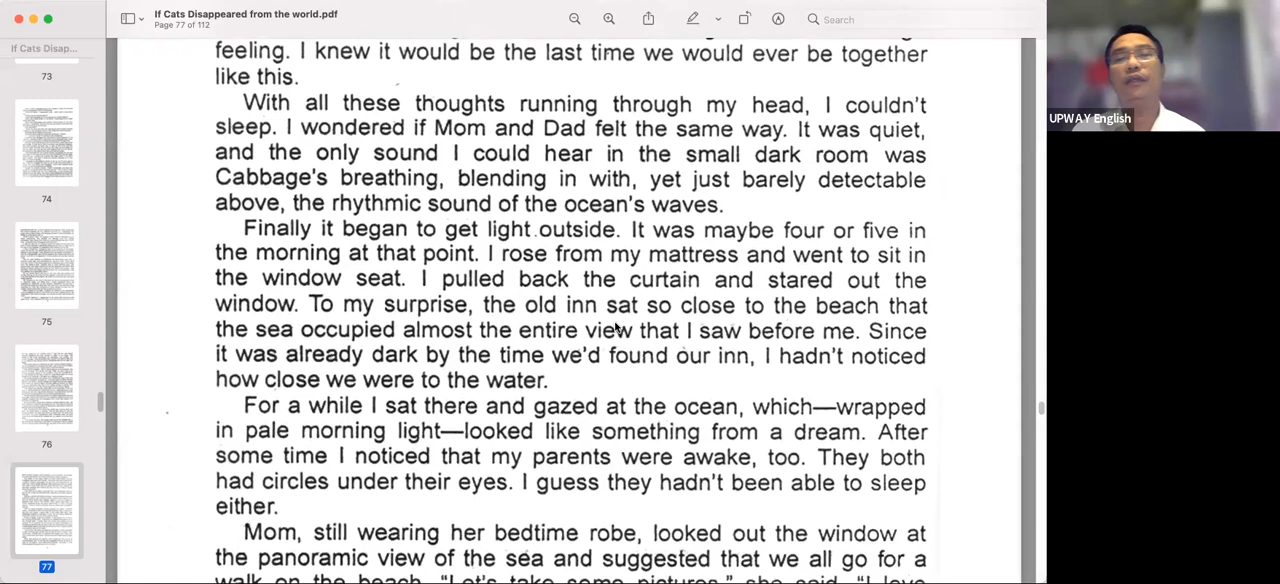 If Cats Disappeared from the world.pdf
Page 77 of 112
Search
If Cats Disap...
73
74
75
76
77
feeling. I knew it would be the last time we would ever be together
like this.
With all these thoughts running through my head, I couldn't
sleep. I wondered if Mom and Dad felt the same way. It was quiet,
and the only sound I could hear in the small dark room was
Cabbage's breathing, blending in with, yet just barely detectable
above, the rhythmic sound of the ocean's waves.
Finally it began to get light outside. It was maybe four or five in
the morning at that point. I rose from my mattress and went to sit in
the window seat. I pulled back the curtain and stared out the
window. To my surprise, the old inn sat so close to the beach that
the sea occupied almost the entire view that I saw before me. Since
it was already dark by the time we'd found our inn, I hadn't noticed
how close we were to the water.
For a while I sat there and gazed at the ocean, which—wrapped
in pale morning light—looked like something from a dream. After
some time I noticed that my parents were awake, too. They both
had circles under their eyes. I guess they hadn't been able to sleep
either.
Mom, still wearing her bedtime robe, looked out the window at
the panoramic view of the sea and suggested that we all go for a
walk on the beach. "Let's take some pictures," she said. "I love
UPWAY English